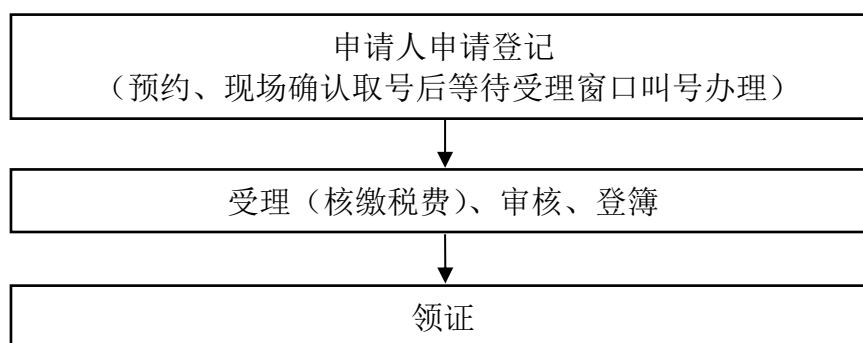 申请人申请登记
（预约、现场确认取号后等待受理窗口叫号办理）
受理（核缴税费）、审核、登簿
领证